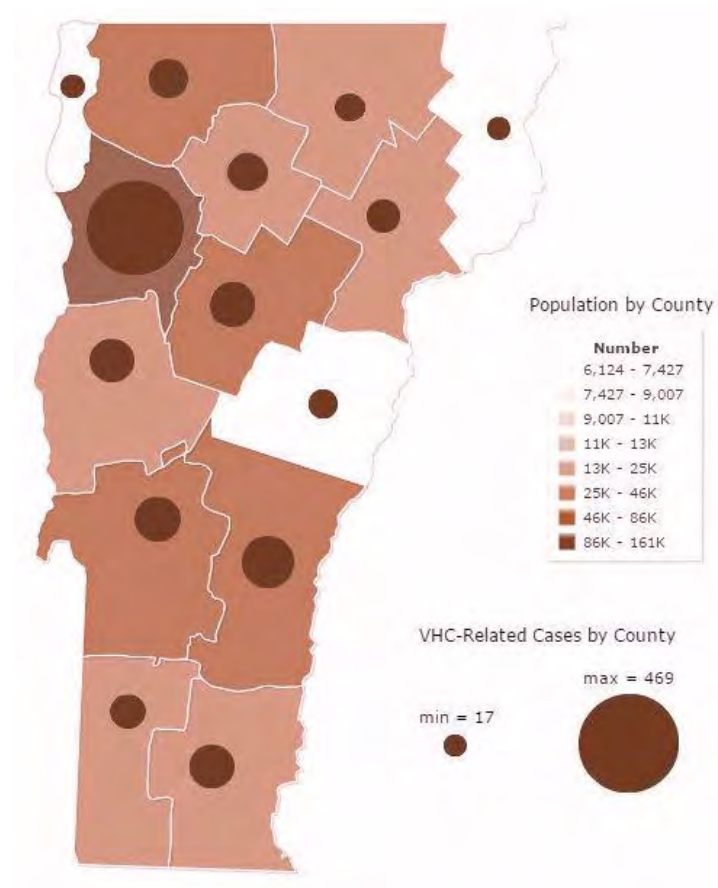 Population by County
Number
6,124 - 7,427
7,427 - 9,007
9,007 - 11K
11K - 13K
13K - 25K
25K - 46K
46K - 86K
86K - 161K
VHC-Related Cases by County
max = 469
min = 17